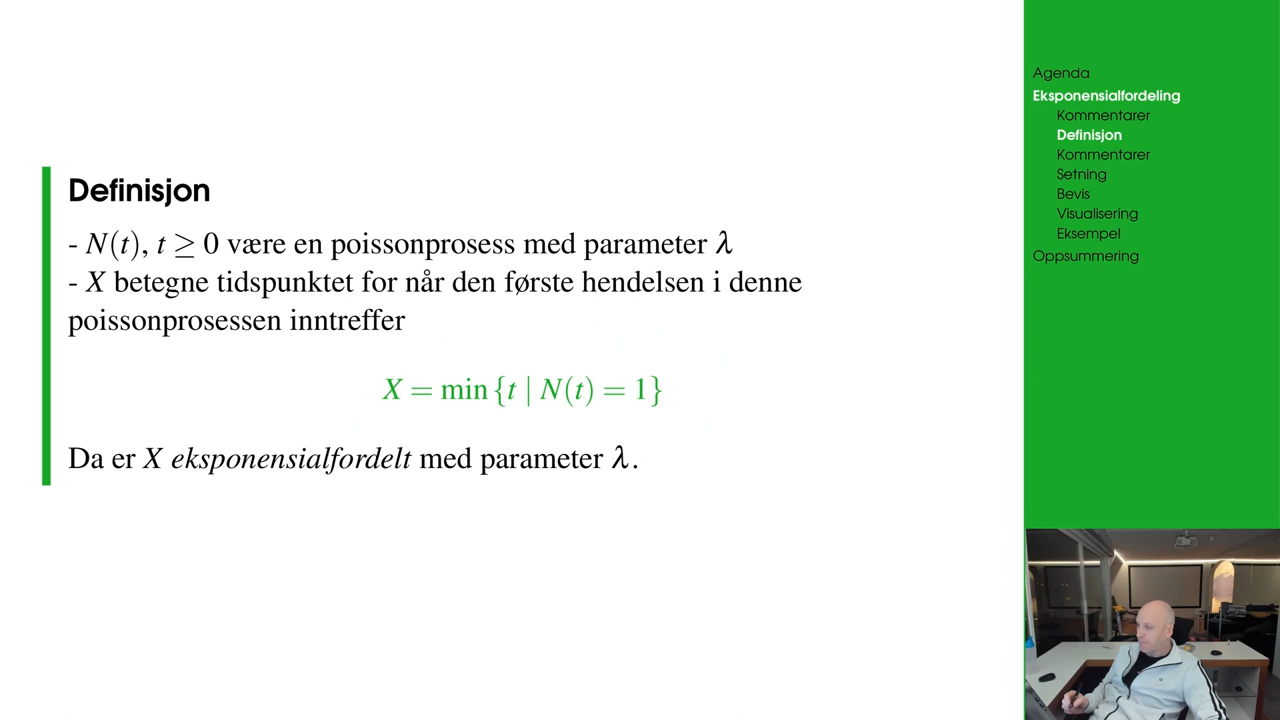 Definisjon
- N(t), t ≥ 0 være en poissonprosess med parameter λ
- X betegne tidspunktet for når den første hendelsen i denne
poissonprosessen inntreffer
X = min {t | N(t) = 1}
Da er X eksponensialfordelt med parameter λ.
Agenda
Eksponensialfordeling
Kommentarer
Definisjon
Kommentarer
Setning
Bevis
Visualisering
Eksempel
Oppsummering